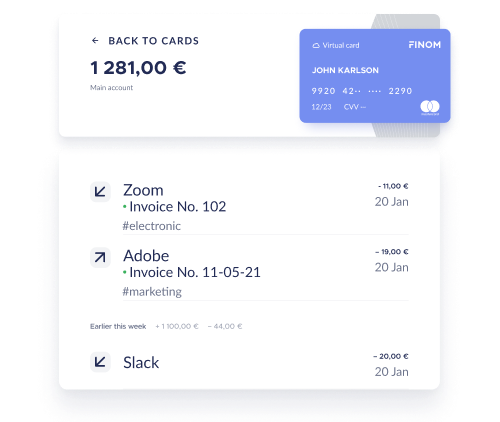 ← BACK TO CARDS
1 281,00 €
Main account
Virtual card FINOM
JOHN KARLSON
9920 42·· ···· 2290
12/23 CVV ··
Zoom - 11,00 €
• Invoice No. 102 20 Jan
#electronic
Adobe – 19,00 €
• Invoice No. 11-05-21 20 Jan
#marketing
Earlier this week + 1 100,00 € – 44,00 €
Slack – 20,00 €
20 Jan